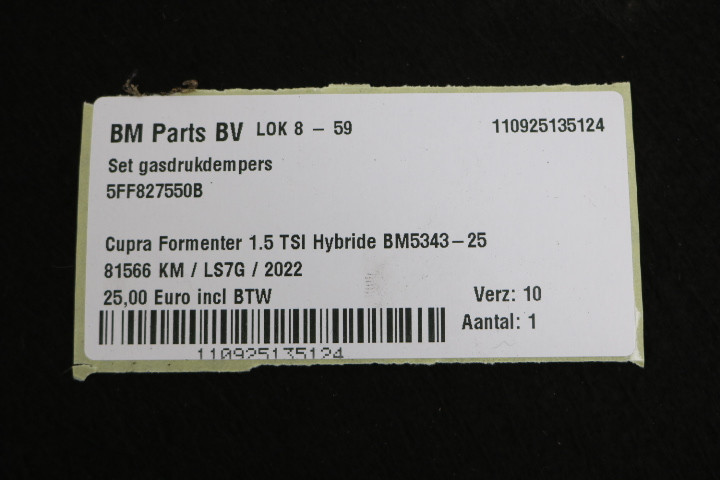 BM Parts BV LOK 8 - 59 110925135124
Set gasdrukdempers
5FF827550B
Cupra Formenter 1.5 TSI Hybride BM5343-25
81566 KM / LS7G / 2022
25,00 Euro incl BTW Verz: 10
Aantal: 1
110925135124